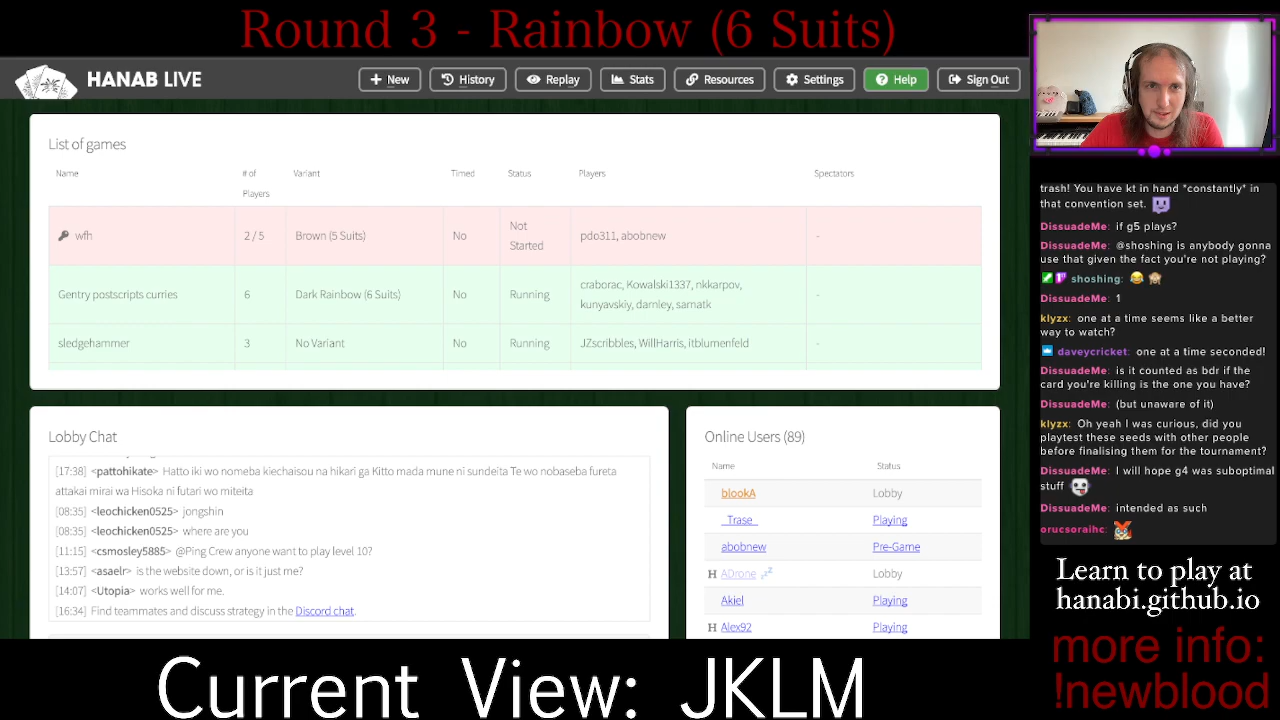 Round 3 - Rainbow (6 Suits)
HANAB LIVE
New
History
Replay
Stats
Resources
Settings
Help
Sign Out
List of games
Name
# of Players
Variant
Timed
Status
Players
Spectators
wfh
2 / 5
Brown (5 Suits)
No
Not Started
pdo311, abobnew
-
Gentry postscripts curries
6
Dark Rainbow (6 Suits)
No
Running
craborac, Kowalski1337, nkkarpov,
kunyavskiy, darnley, samatk
-
sledgehammer
3
No Variant
No
Running
JZscribbles, WillHarris, itblumenfeld
-
Lobby Chat
[17:38] <pattohikate> Hatto iki wo nomeba kiechaisou na hikari ga Kitto mada mune ni sundeita Te wo nobaseba fureta
attakai mirai wa Hisoka ni futari wo miteita
[08:35] <leochicken0525> jongshin
[08:35] <leochicken0525> where are you
[11:15] <csmosley5885> @Ping Crew anyone want to play level 10?
[13:57] <asaelr> is the website down, or is it just me?
[14:07] <Utopia> works well for me.
[16:34] Find teammates and discuss strategy in the Discord chat.
Online Users (89)
Name
Status
blookA
Lobby
_Trase_
Playing
abobnew
Pre-Game
H ADrone
Lobby
Akiel
Playing
H Alex92
Playing
trash! You have kt in hand *constantly* in
that convention set.
DissuadeMe: if g5 plays?
DissuadeMe: @shoshing is anybody gonna
use that given the fact you're not playing?
shoshing:
DissuadeMe: 1
klyzx: one at a time seems like a better
way to watch?
daveycricket: one at a time seconded!
DissuadeMe: is it counted as bdr if the
card you're killing is the one you have?
DissuadeMe: (but unaware of it)
klyzx: Oh yeah I was curious, did you
playtest these seeds with other people
before finalising them for the tournament?
DissuadeMe: I will hope g4 was suboptimal
stuff
DissuadeMe: intended as such
orucsoraihc:
Learn to play at
hanabi.github.io
more info:
!newblood
Current View: JKLM